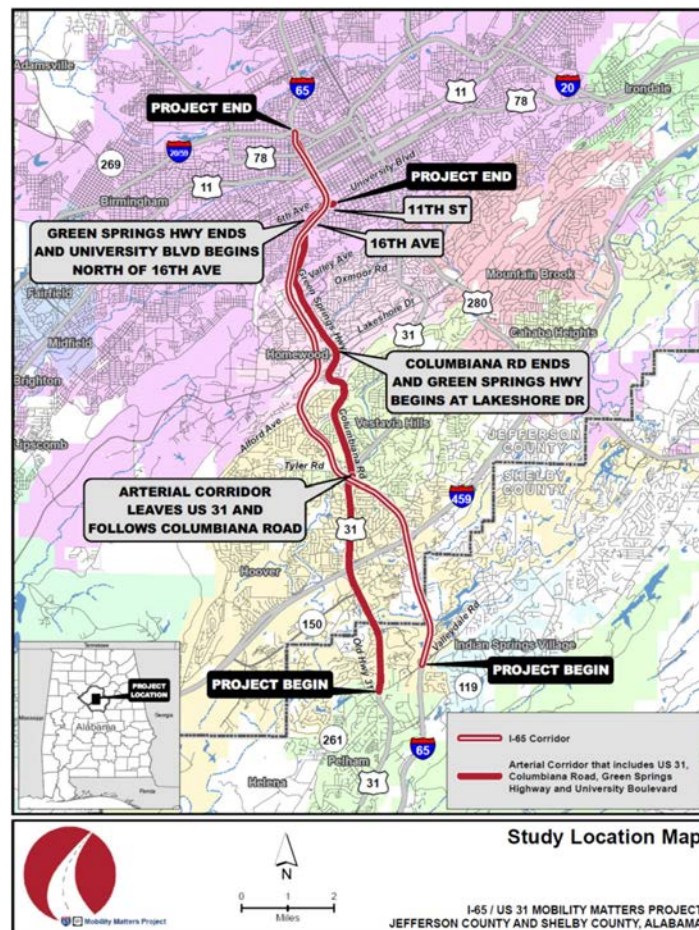 Adamsville
65
11
20
Irondale
PROJECT END
78
269
20/59
78
11
University Blvd
PROJECT END
Birmingham
6th Ave
11TH ST
GREEN SPRINGS HWY ENDS
AND UNIVERSITY BLVD BEGINS
NORTH OF 16TH AVE
16TH AVE
Valley Ave
Oxmoor Rd
Mountain Brook
Fairfield
Green Springs Hwy
Lakeshore Dr
280
Midfield
31
Cahaba Heights
Homewood
Brighton
COLUMBIANA RD ENDS
AND GREEN SPRINGS HWY
BEGINS AT LAKESHORE DR
Columbiana Rd
Alford Ave
Vestavia Hills
Lipscomb
JEFFERSON
COUNTY
SHELBY
COUNTY
Tyler Rd
ARTERIAL CORRIDOR
LEAVES US 31 AND
FOLLOWS COLUMBIANA ROAD
459
31
Hoover
150
Old Hwy 31
Valleydale Rd
Indian Springs Village
PROJECT BEGIN
PROJECT BEGIN
119
Tennessee
PROJECT
LOCATION
Mississippi
Alabama
Georgia
Florida
261
65
Pelham
31
Helena
I-65 Corridor
Arterial Corridor that includes US 31,
Columbiana Road, Green Springs
Highway and University Boulevard
Study Location Map
N
0 1 2
Miles
Mobility Matters Project
I-65 / US 31 MOBILITY MATTERS PROJECT
JEFFERSON COUNTY AND SHELBY COUNTY, ALABAMA